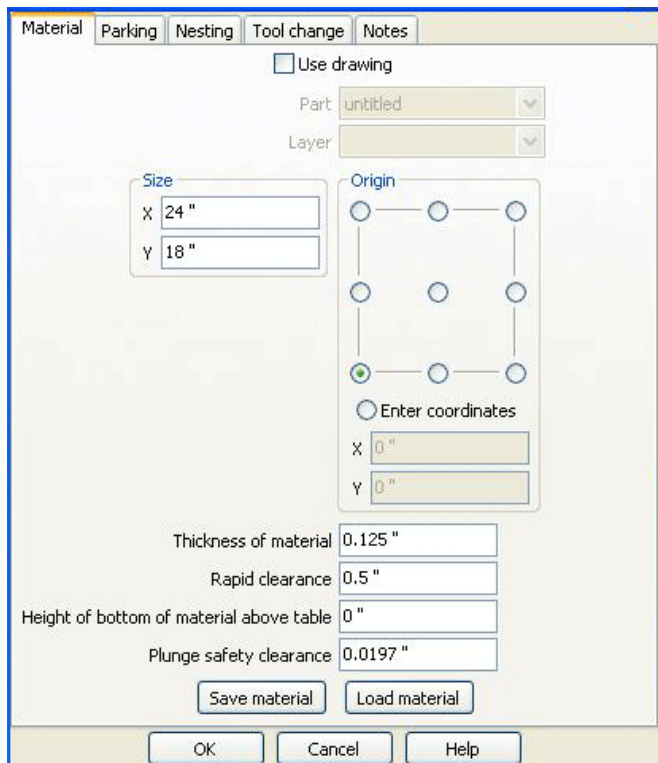 Material Parking Nesting Tool change Notes
Use drawing
Part untitled
Layer
Size
X 24 "
Y 18 "
Origin
Enter coordinates
X 0 "
Y 0 "
Thickness of material 0.125 "
Rapid clearance 0.5 "
Height of bottom of material above table 0 "
Plunge safety clearance 0.0197 "
Save material Load material
OK Cancel Help